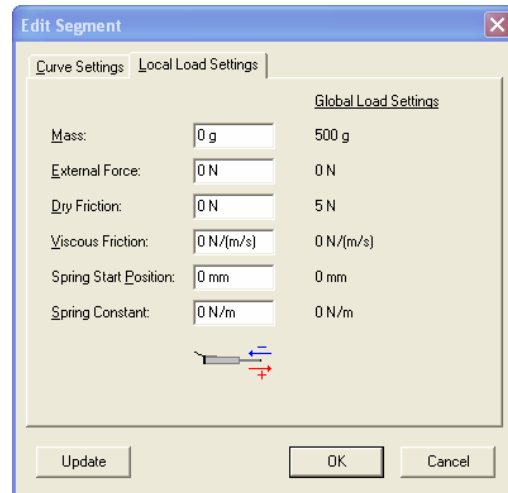 Edit Segment
Curve Settings Local Load Settings
Global Load Settings
Mass: 0 g 500 g
External Force: 0 N 0 N
Dry Friction: 0 N 5 N
Viscous Friction: 0 N/(m/s) 0 N/(m/s)
Spring Start Position: 0 mm 0 mm
Spring Constant: 0 N/m 0 N/m
−
+
Update OK Cancel